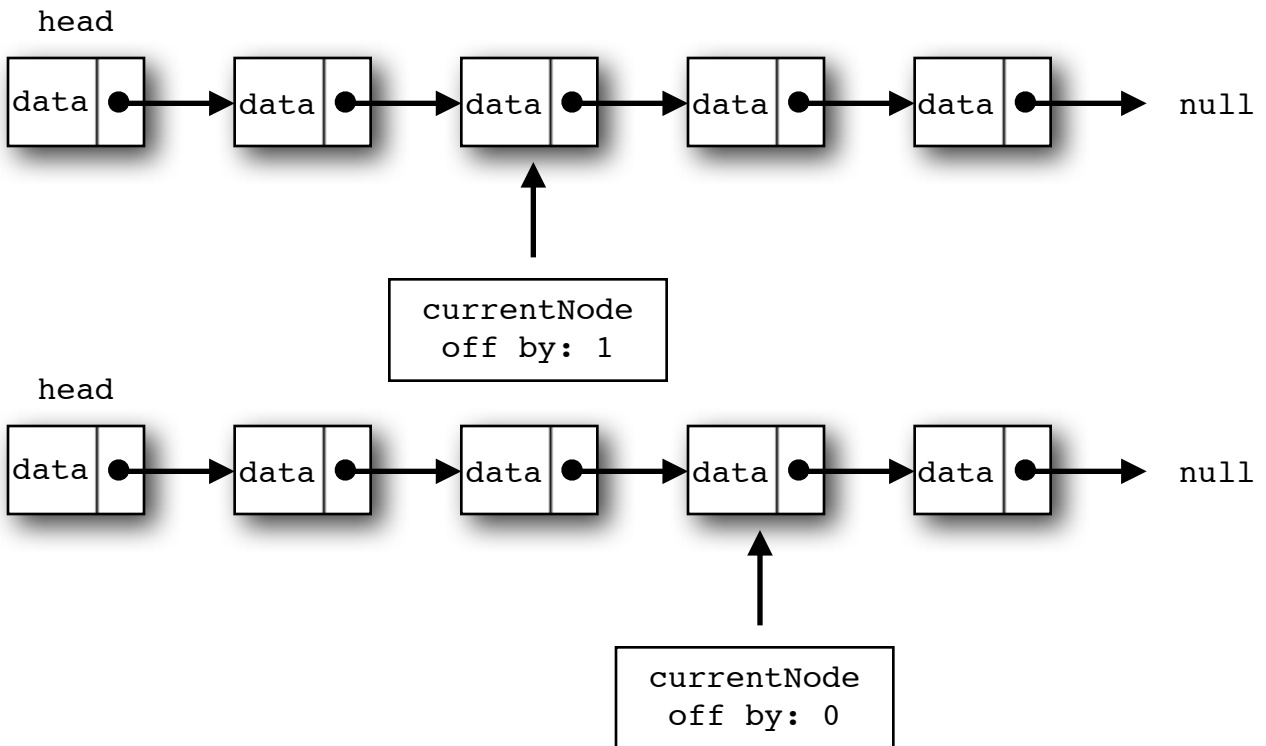 head
data data data data data null
currentNode
off by: 1
head
data data data data data null
currentNode
off by: 0